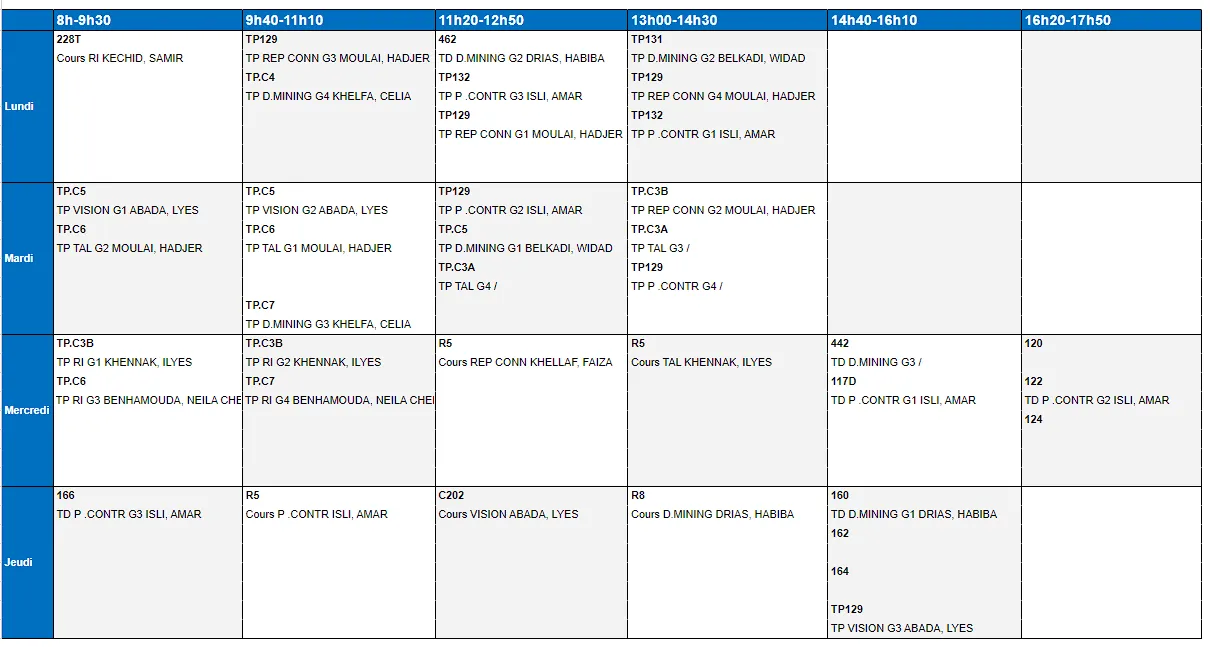 8h-9h30 9h40-11h10 11h20-12h50 13h00-14h30 14h40-16h10 16h20-17h50
Lundi
228T
Cours RI KECHID, SAMIR
TP129
TP REP CONN G3 MOULAI, HADJER
TP.C4
TP D.MINING G4 KHELFA, CELIA
462
TD D.MINING G2 DRIAS, HABIBA
TP132
TP P .CONTR G3 ISLI, AMAR
TP129
TP REP CONN G1 MOULAI, HADJER
TP131
TP D.MINING G2 BELKADI, WIDAD
TP129
TP REP CONN G4 MOULAI, HADJER
TP132
TP P .CONTR G1 ISLI, AMAR
Mardi
TP.C5
TP VISION G1 ABADA, LYES
TP.C6
TP TAL G2 MOULAI, HADJER
TP.C5
TP VISION G2 ABADA, LYES
TP.C6
TP TAL G1 MOULAI, HADJER
TP.C7
TP D.MINING G3 KHELFA, CELIA
TP129
TP P .CONTR G2 ISLI, AMAR
TP.C5
TP D.MINING G1 BELKADI, WIDAD
TP.C3A
TP TAL G4 /
TP.C3B
TP REP CONN G2 MOULAI, HADJER
TP.C3A
TP TAL G3 /
TP129
TP P .CONTR G4 /
Mercredi
TP.C3B
TP RI G1 KHENNAK, ILYES
TP.C6
TP RI G3 BENHAMOUDA, NEILA CHE
TP.C3B
TP RI G2 KHENNAK, ILYES
TP.C7
TP RI G4 BENHAMOUDA, NEILA CHE
R5
Cours REP CONN KHELLAF, FAIZA
R5
Cours TAL KHENNAK, ILYES
442
TD D.MINING G3 /
117D
TD P .CONTR G1 ISLI, AMAR
120
122
TD P .CONTR G2 ISLI, AMAR
124
Jeudi
166
TD P .CONTR G3 ISLI, AMAR
R5
Cours P .CONTR ISLI, AMAR
C202
Cours VISION ABADA, LYES
R8
Cours D.MINING DRIAS, HABIBA
160
TD D.MINING G1 DRIAS, HABIBA
162
164
TP129
TP VISION G3 ABADA, LYES